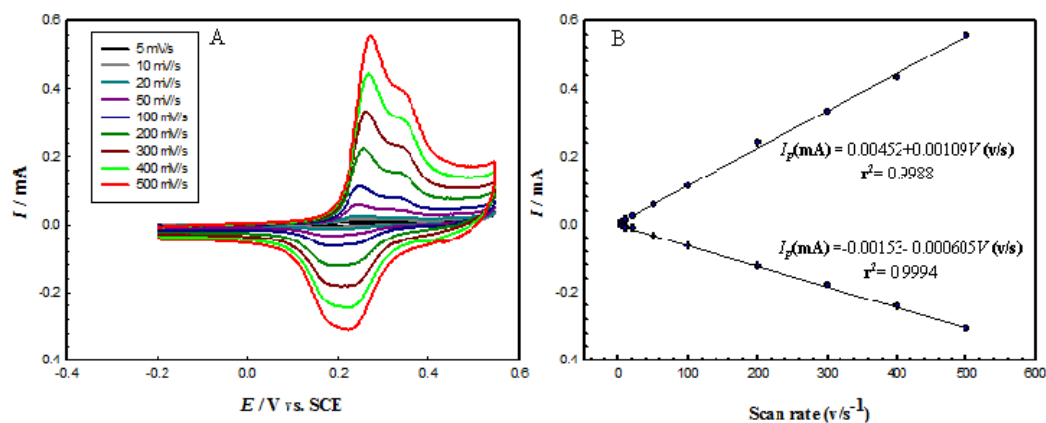 A
5 mV/s
10 mV/s
20 mV/s
50 mV/s
100 mV/s
200 mV/s
300 mV/s
400 mV/s
500 mV/s
I / mA
0.6
0.4
0.2
0.0
-0.2
0.4
-0.4
-0.2
0.0
0.2
0.4
0.6
E / V vs. SCE
B
I / mA
0.6
0.4
0.2
0.0
-0.2
0.4
Ip(mA) = 0.00452+0.00109V (v/s)
r²= 0.9988
Ip(mA) =-0.00153- 0.000605V (v/s)
r²= 0.9994
0
100
200
300
400
500
600
Scan rate (v/s⁻¹)